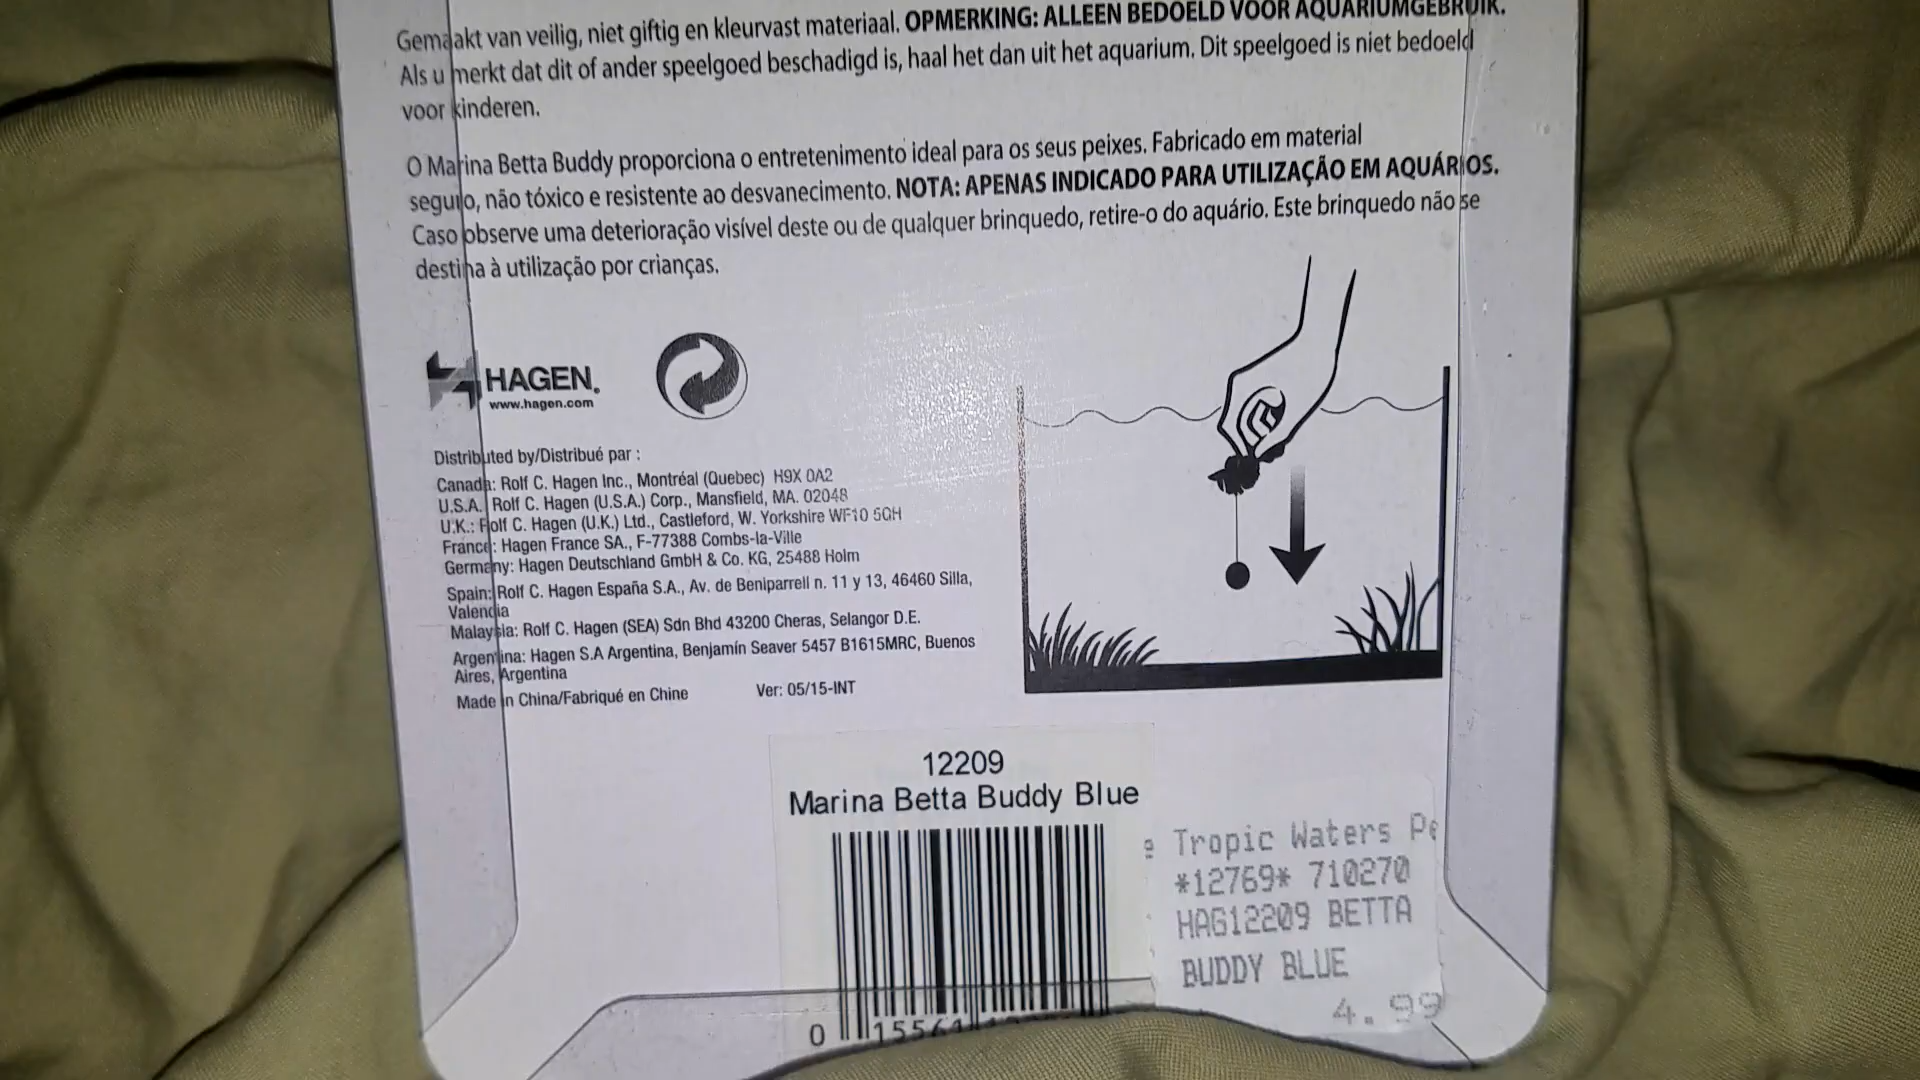 Gemaakt van veilig, niet giftig en kleurvast materiaal. OPMERKING: ALLEEN BEDOELD VOOR AQUARIUMGEBRUIK.
Als u merkt dat dit of ander speelgoed beschadigd is, haal het dan uit het aquarium. Dit speelgoed is niet bedoeld
voor kinderen.
O Marina Betta Buddy proporciona o entretenimento ideal para os seus peixes. Fabricado em material
seguro, não tóxico e resistente ao desvanecimento. NOTA: APENAS INDICADO PARA UTILIZAÇÃO EM AQUÁRIOS.
Caso observe uma deterioração visível deste ou de qualquer brinquedo, retire-o do aquário. Este brinquedo não se
destina à utilização por crianças.
HAGEN®
www.hagen.com
Distributed by/Distribué par :
Canada: Rolf C. Hagen Inc., Montréal (Quebec) H9X 0A2
U.S.A. Rolf C. Hagen (U.S.A.) Corp., Mansfield, MA. 02048
U.K.: Rolf C. Hagen (U.K.) Ltd., Castleford, W. Yorkshire WF10 5QH
France: Hagen France SA., F-77388 Combs-la-Ville
Germany: Hagen Deutschland GmbH & Co. KG, 25488 Holm
Spain: Rolf C. Hagen España S.A., Av. de Beniparrell n. 11 y 13, 46460 Silla,
Valencia
Malaysia: Rolf C. Hagen (SEA) Sdn Bhd 43200 Cheras, Selangor D.E.
Argentina: Hagen S.A Argentina, Benjamín Seaver 5457 B1615MRC, Buenos
Aires, Argentina
Made in China/Fabriqué en Chine Ver: 05/15-INT
12209
Marina Betta Buddy Blue
Tropic Waters Pe
*12769* 710270
HAG12209 BETTA
BUDDY BLUE
4.99
0 15561